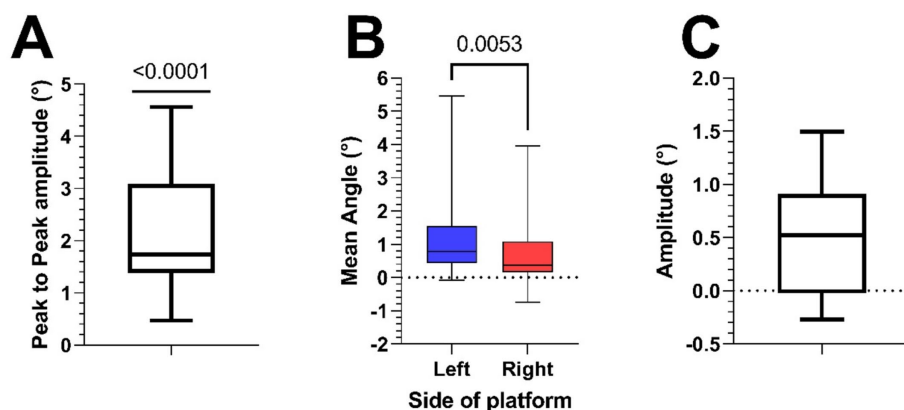 A
<0.0001
Peak to Peak amplitude (°)
5
4
3
2
1
0
B
0.0053
Mean Angle (°)
6
5
4
3
2
1
0
-1
-2
Left
Right
Side of platform
C
Amplitude (°)
2.0
1.5
1.0
0.5
0.0
-0.5